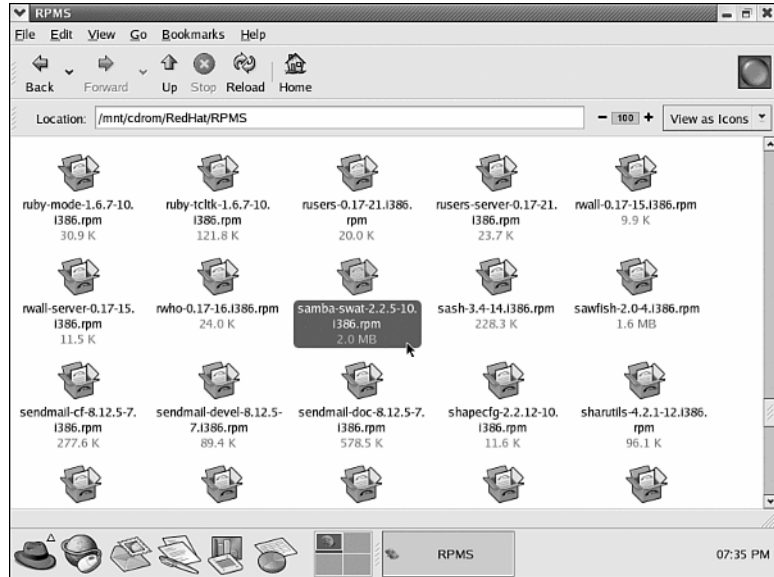 RPMS
File Edit View Go Bookmarks Help
Back Forward Up Stop Reload Home
Location: /mnt/cdrom/RedHat/RPMS 100 View as Icons
ruby-mode-1.6.7-10.
i386.rpm
30.9 K
ruby-tcltk-1.6.7-10.
i386.rpm
121.8 K
rusers-0.17-21.i386.
rpm
20.0 K
rusers-server-0.17-21.
i386.rpm
23.7 K
rwall-0.17-15.i386.rpm
9.9 K
rwall-server-0.17-15.
i386.rpm
11.5 K
rwho-0.17-16.i386.rpm
24.0 K
samba-swat-2.2.5-10.
i386.rpm
2.0 MB
sash-3.4-14.i386.rpm
228.3 K
sawfish-2.0-4.i386.rpm
1.6 MB
sendmail-cf-8.12.5-7.
i386.rpm
277.6 K
sendmail-devel-8.12.5-
7.i386.rpm
89.4 K
sendmail-doc-8.12.5-7.
i386.rpm
578.5 K
shapecfg-2.2.12-10.
i386.rpm
11.6 K
sharutils-4.2.1-12.i386.
rpm
96.1 K
RPMS
07:35 PM